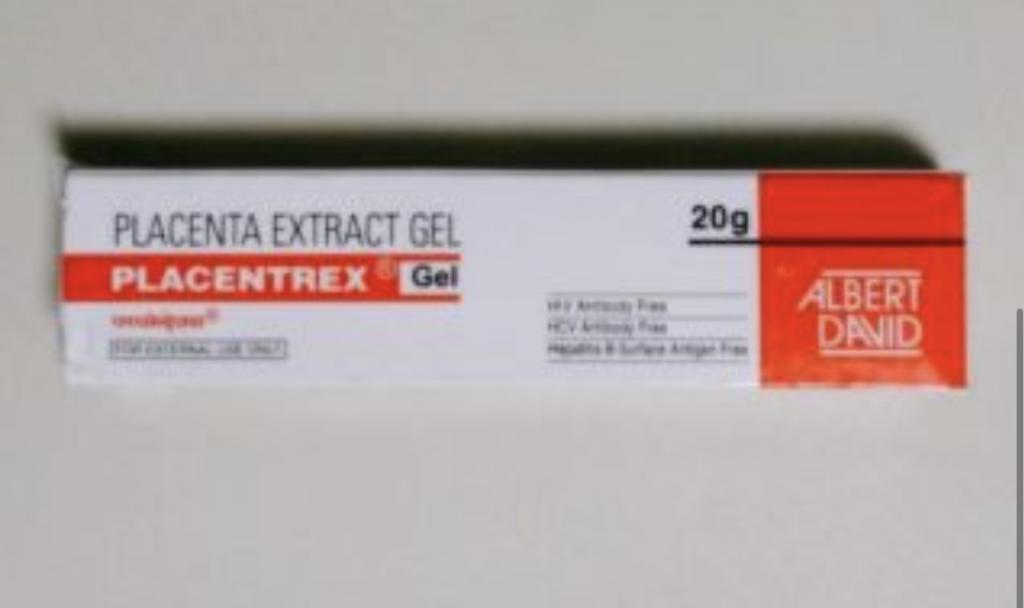 PLACENTA EXTRACT GEL
PLACENTREX® Gel
FOR EXTERNAL USE ONLY
20g
HIV Antibody Free
HCV Antibody Free
Hepatitis B Surface Antigen Free
ALBERT
DAVID